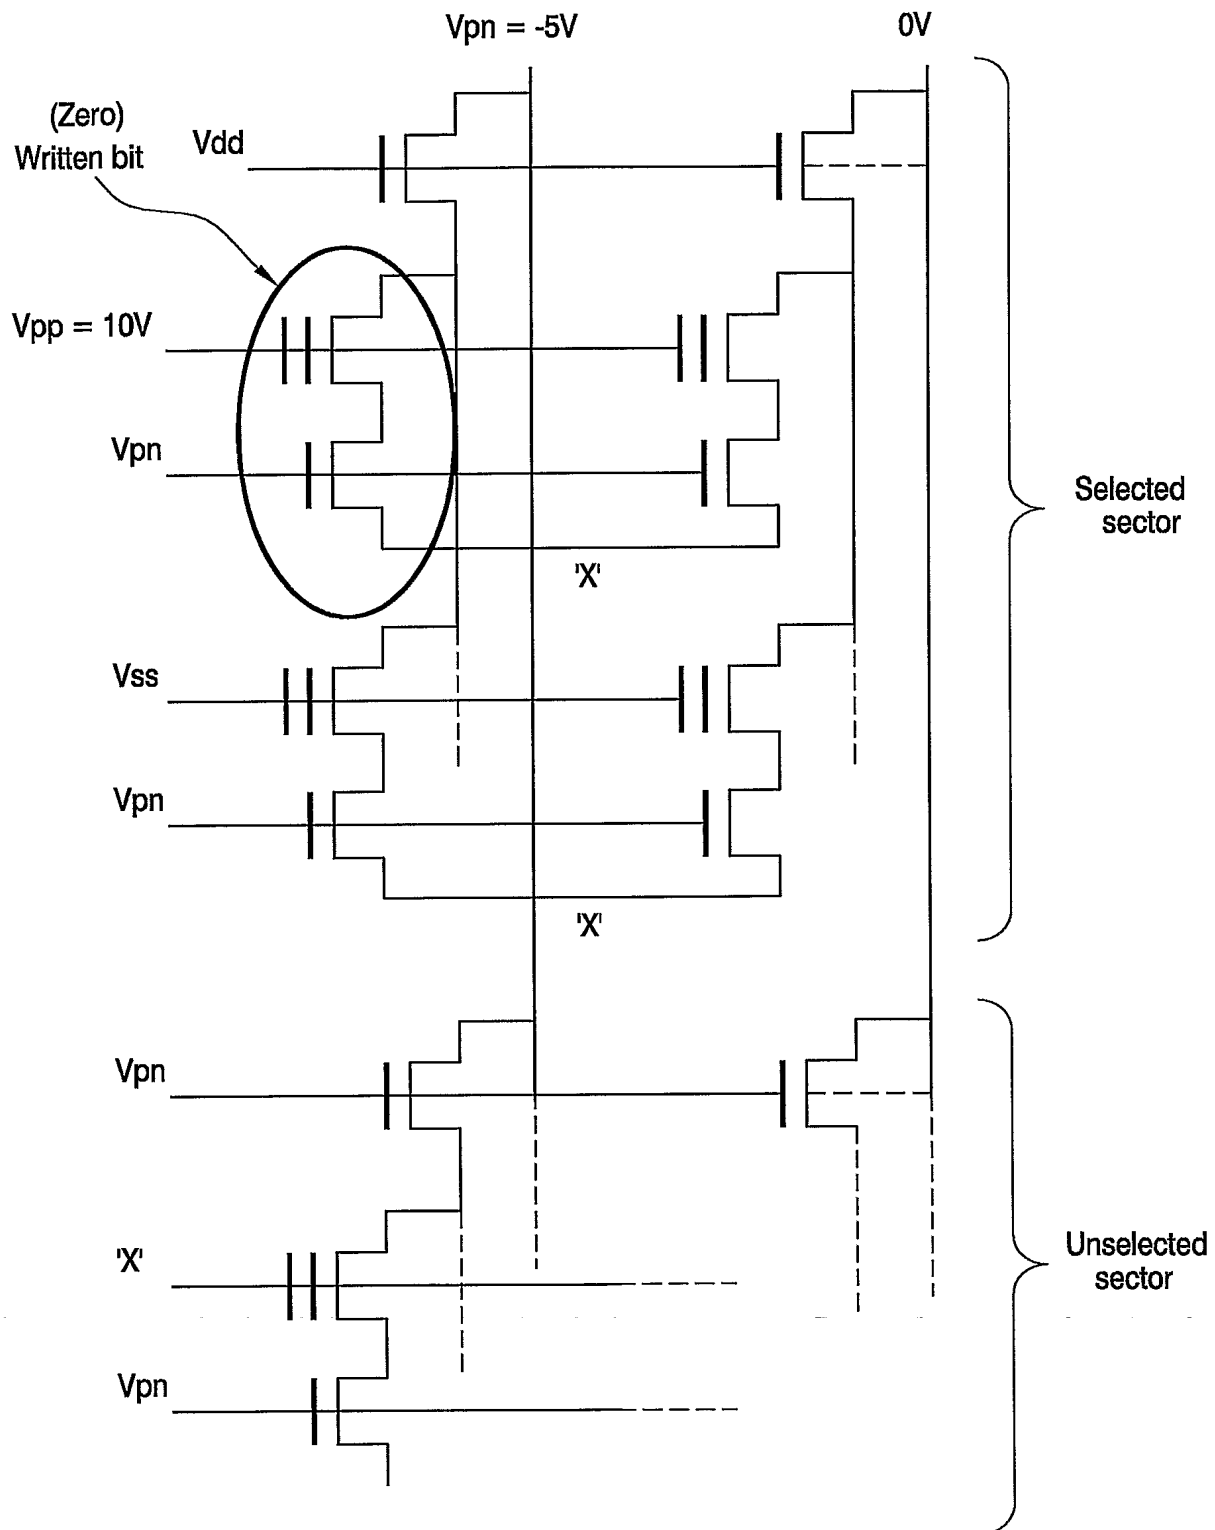 Vpn = -5V
0V
(Zero)
Written bit
Vdd
Vpp = 10V
Vpn
Selected
sector
'X'
Vss
Vpn
'X'
Vpn
Unselected
sector
'X'
Vpn